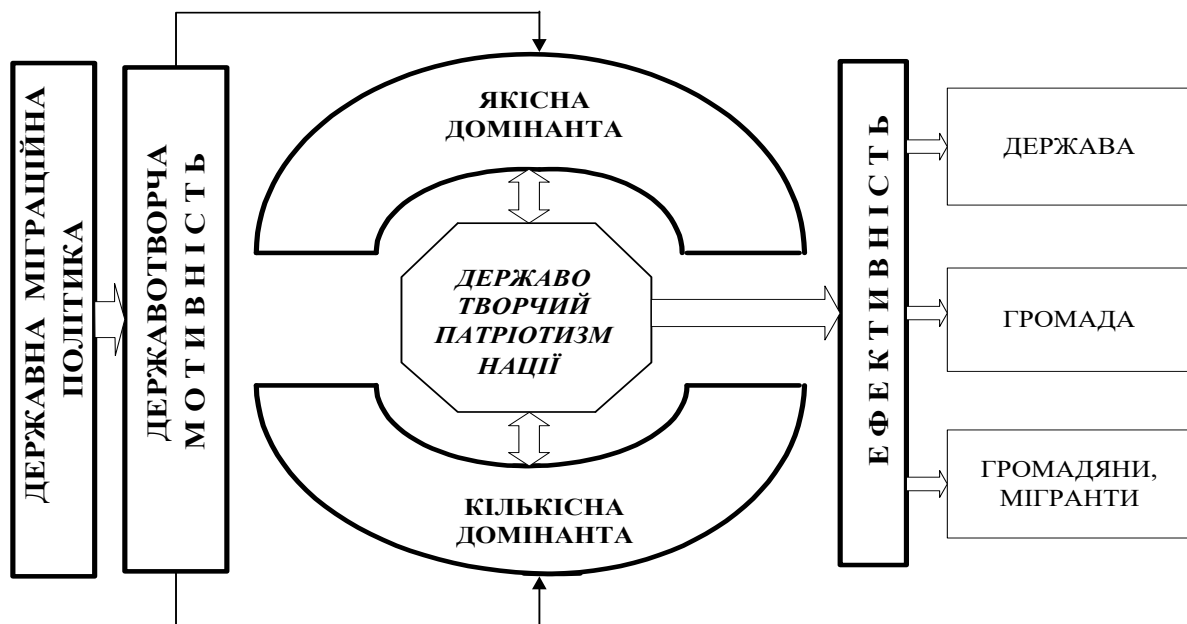 ДЕРЖАВНА МІГРАЦІЙНА
ПОЛІТИКА
ДЕРЖАВОТВОРЧА
МОТИВНІСТЬ
ЯКІСНА
ДОМІНАНТА
ДЕРЖАВО
ТВОРЧИЙ
ПАТРІОТИЗМ
НАЦІЇ
КІЛЬКІСНА
ДОМІНАНТА
ЕФЕКТИВНІСТЬ
ДЕРЖАВА
ГРОМАДА
ГРОМАДЯНИ,
МІГРАНТИ